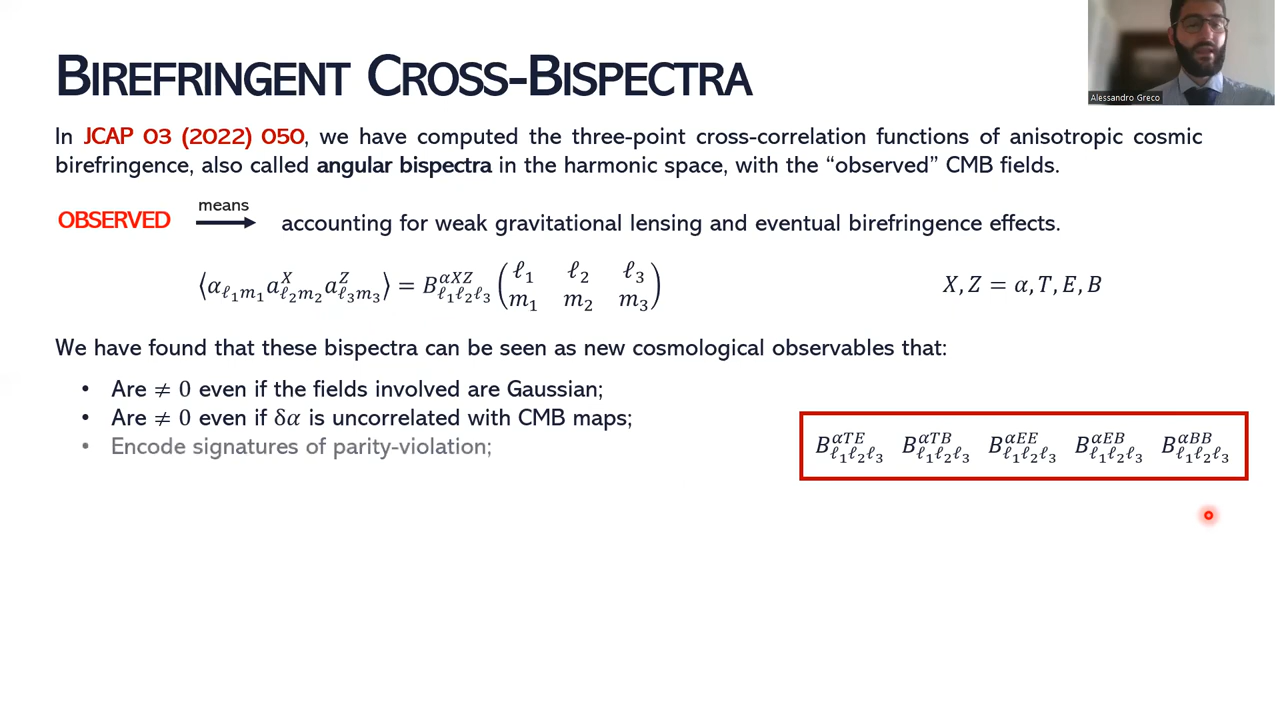 BIREFRINGENT CROSS-BISPECTRA
Alessandro Greco
In JCAP 03 (2022) 050, we have computed the three-point cross-correlation functions of anisotropic cosmic
birefringence, also called angular bispectra in the harmonic space, with the “observed” CMB fields.
OBSERVED means accounting for weak gravitational lensing and eventual birefringence effects.
⟨α_{ℓ₁m₁} a^X_{ℓ₂m₂} a^Z_{ℓ₃m₃}⟩ = B^{αXZ}_{ℓ₁ℓ₂ℓ₃} (ℓ₁ ℓ₂ ℓ₃ / m₁ m₂ m₃) X, Z = α, T, E, B
We have found that these bispectra can be seen as new cosmological observables that:
• Are ≠ 0 even if the fields involved are Gaussian;
• Are ≠ 0 even if δα is uncorrelated with CMB maps;
• Encode signatures of parity-violation;
B^{αTE}_{ℓ₁ℓ₂ℓ₃} B^{αTB}_{ℓ₁ℓ₂ℓ₃} B^{αEE}_{ℓ₁ℓ₂ℓ₃} B^{αEB}_{ℓ₁ℓ₂ℓ₃} B^{αBB}_{ℓ₁ℓ₂ℓ₃}